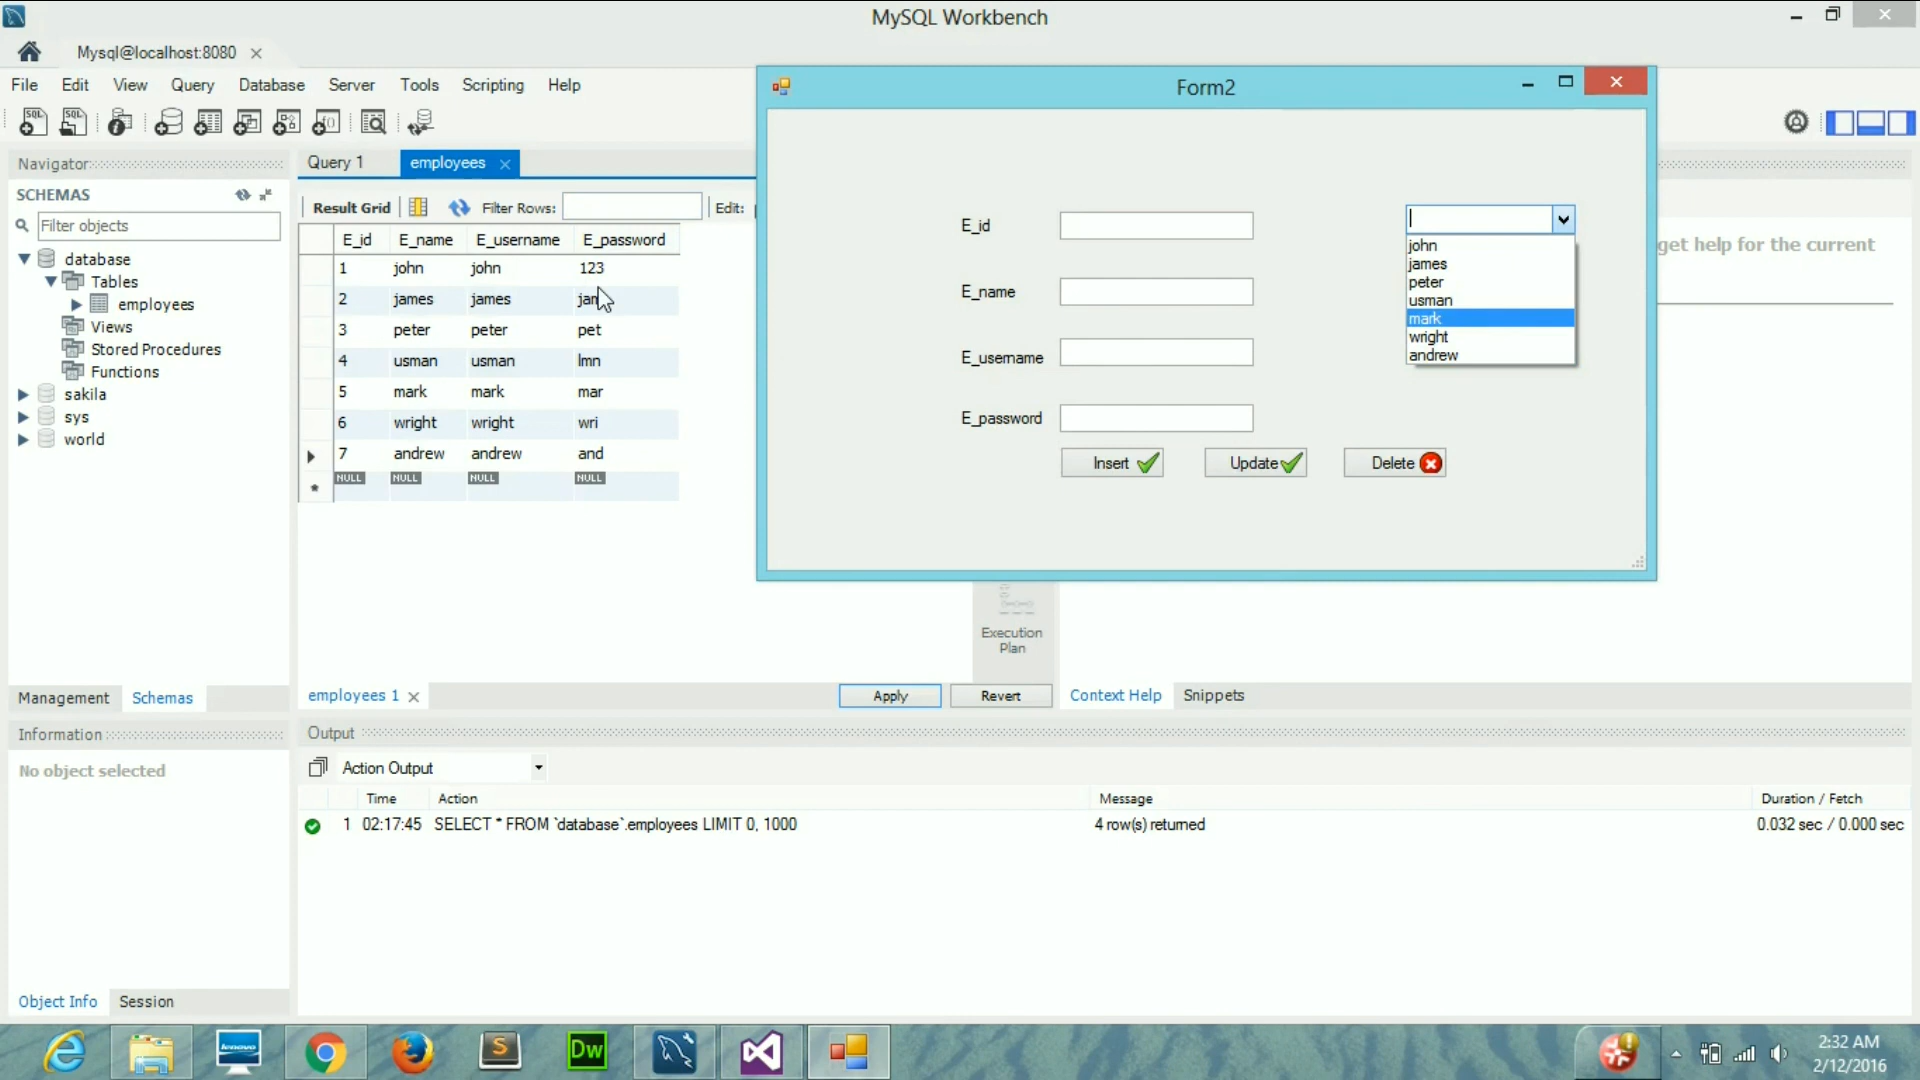 MySQL Workbench
Mysql@localhost:8080
File Edit View Query Database Server Tools Scripting Help
Form2
Navigator
SCHEMAS
Filter objects
database
Tables
employees
Views
Stored Procedures
Functions
sakila
sys
world
Query 1 employees
Result Grid Filter Rows: Edit:
E_id E_name E_username E_password
1 john john 123
2 james james jam
3 peter peter pet
4 usman usman lmn
5 mark mark mar
6 wright wright wri
7 andrew andrew and
NULL NULL NULL NULL
E_id
E_name
E_username
E_password
Insert Update Delete
john
james
peter
usman
mark
wright
andrew
get help for the current
Execution
Plan
Management Schemas
employees 1 Apply Revert Context Help Snippets
Information
No object selected
Output
Action Output
Time Action Message Duration / Fetch
1 02:17:45 SELECT * FROM `database`.employees LIMIT 0, 1000 4 row(s) returned 0.032 sec / 0.000 sec
Object Info Session
lenovo
S
Dw
2:32 AM
2/12/2016